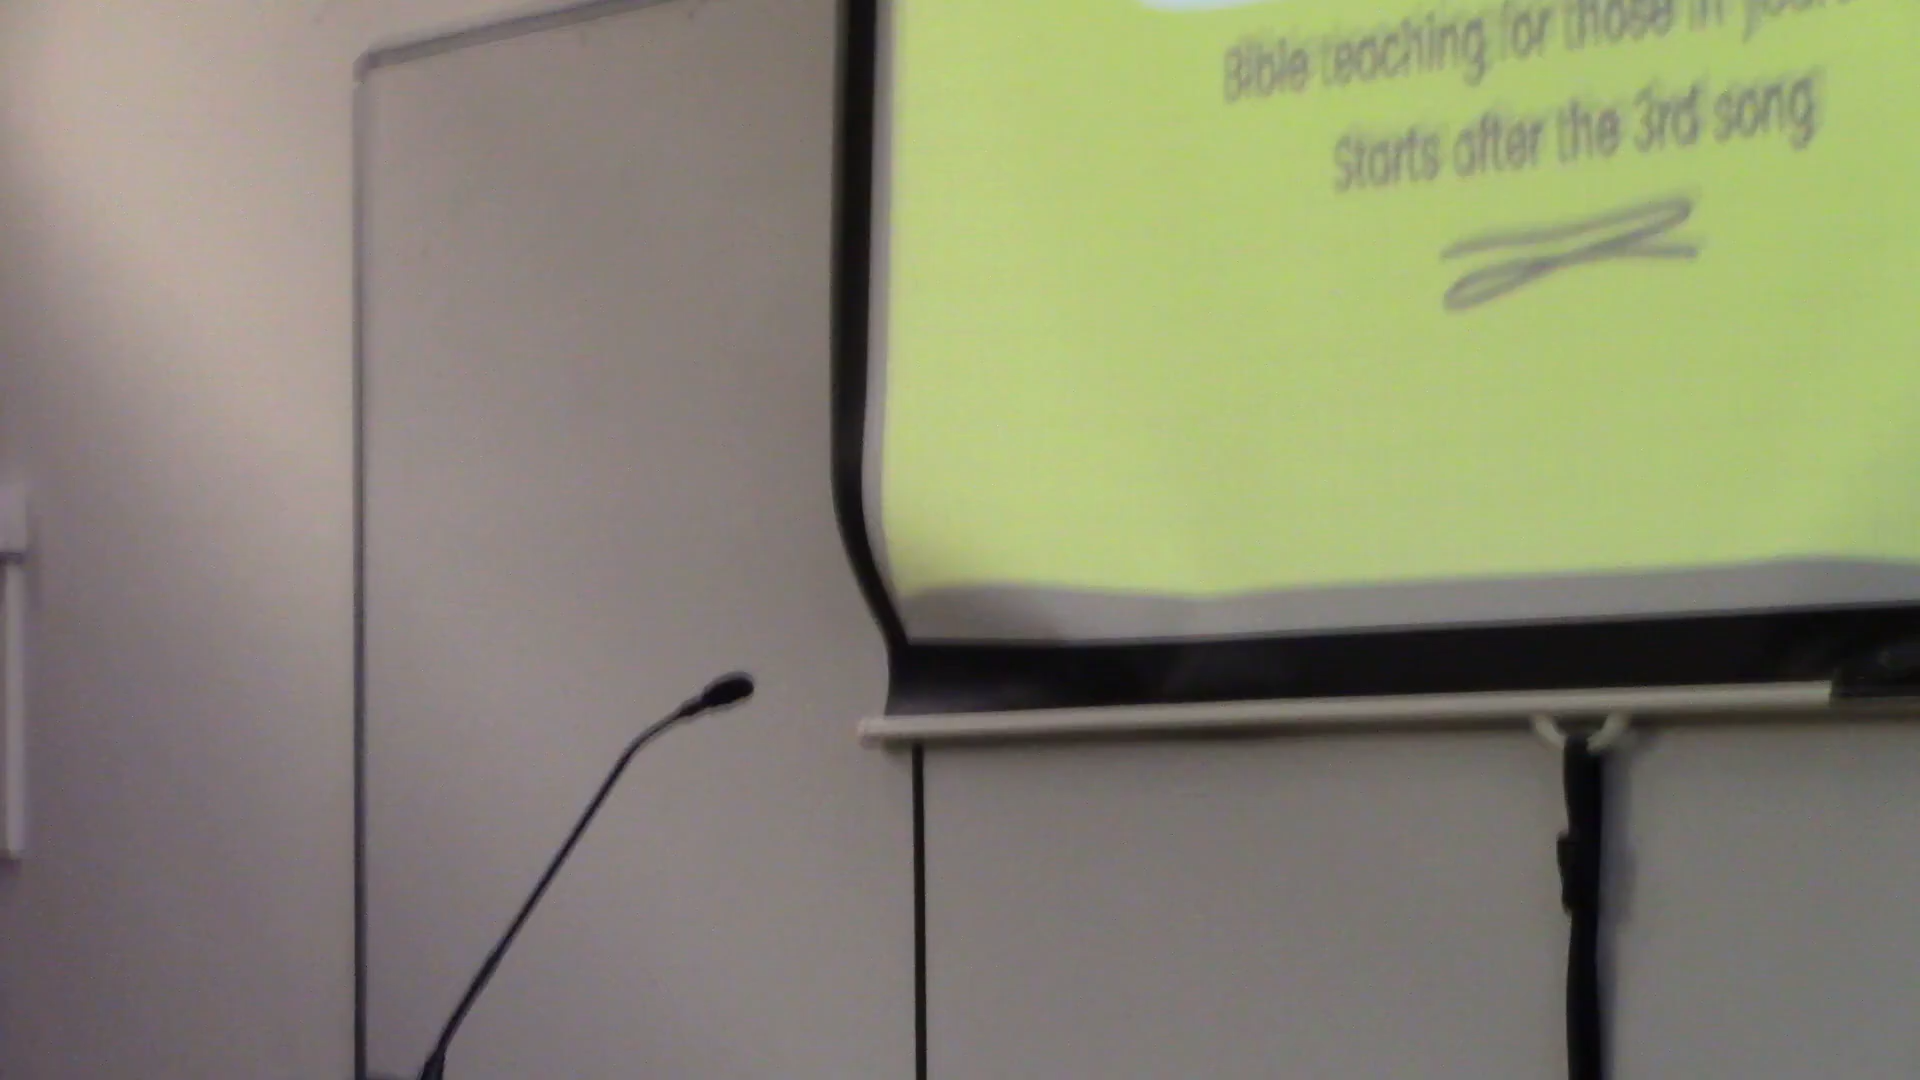 Bible teaching for those in
Starts after the 3rd song